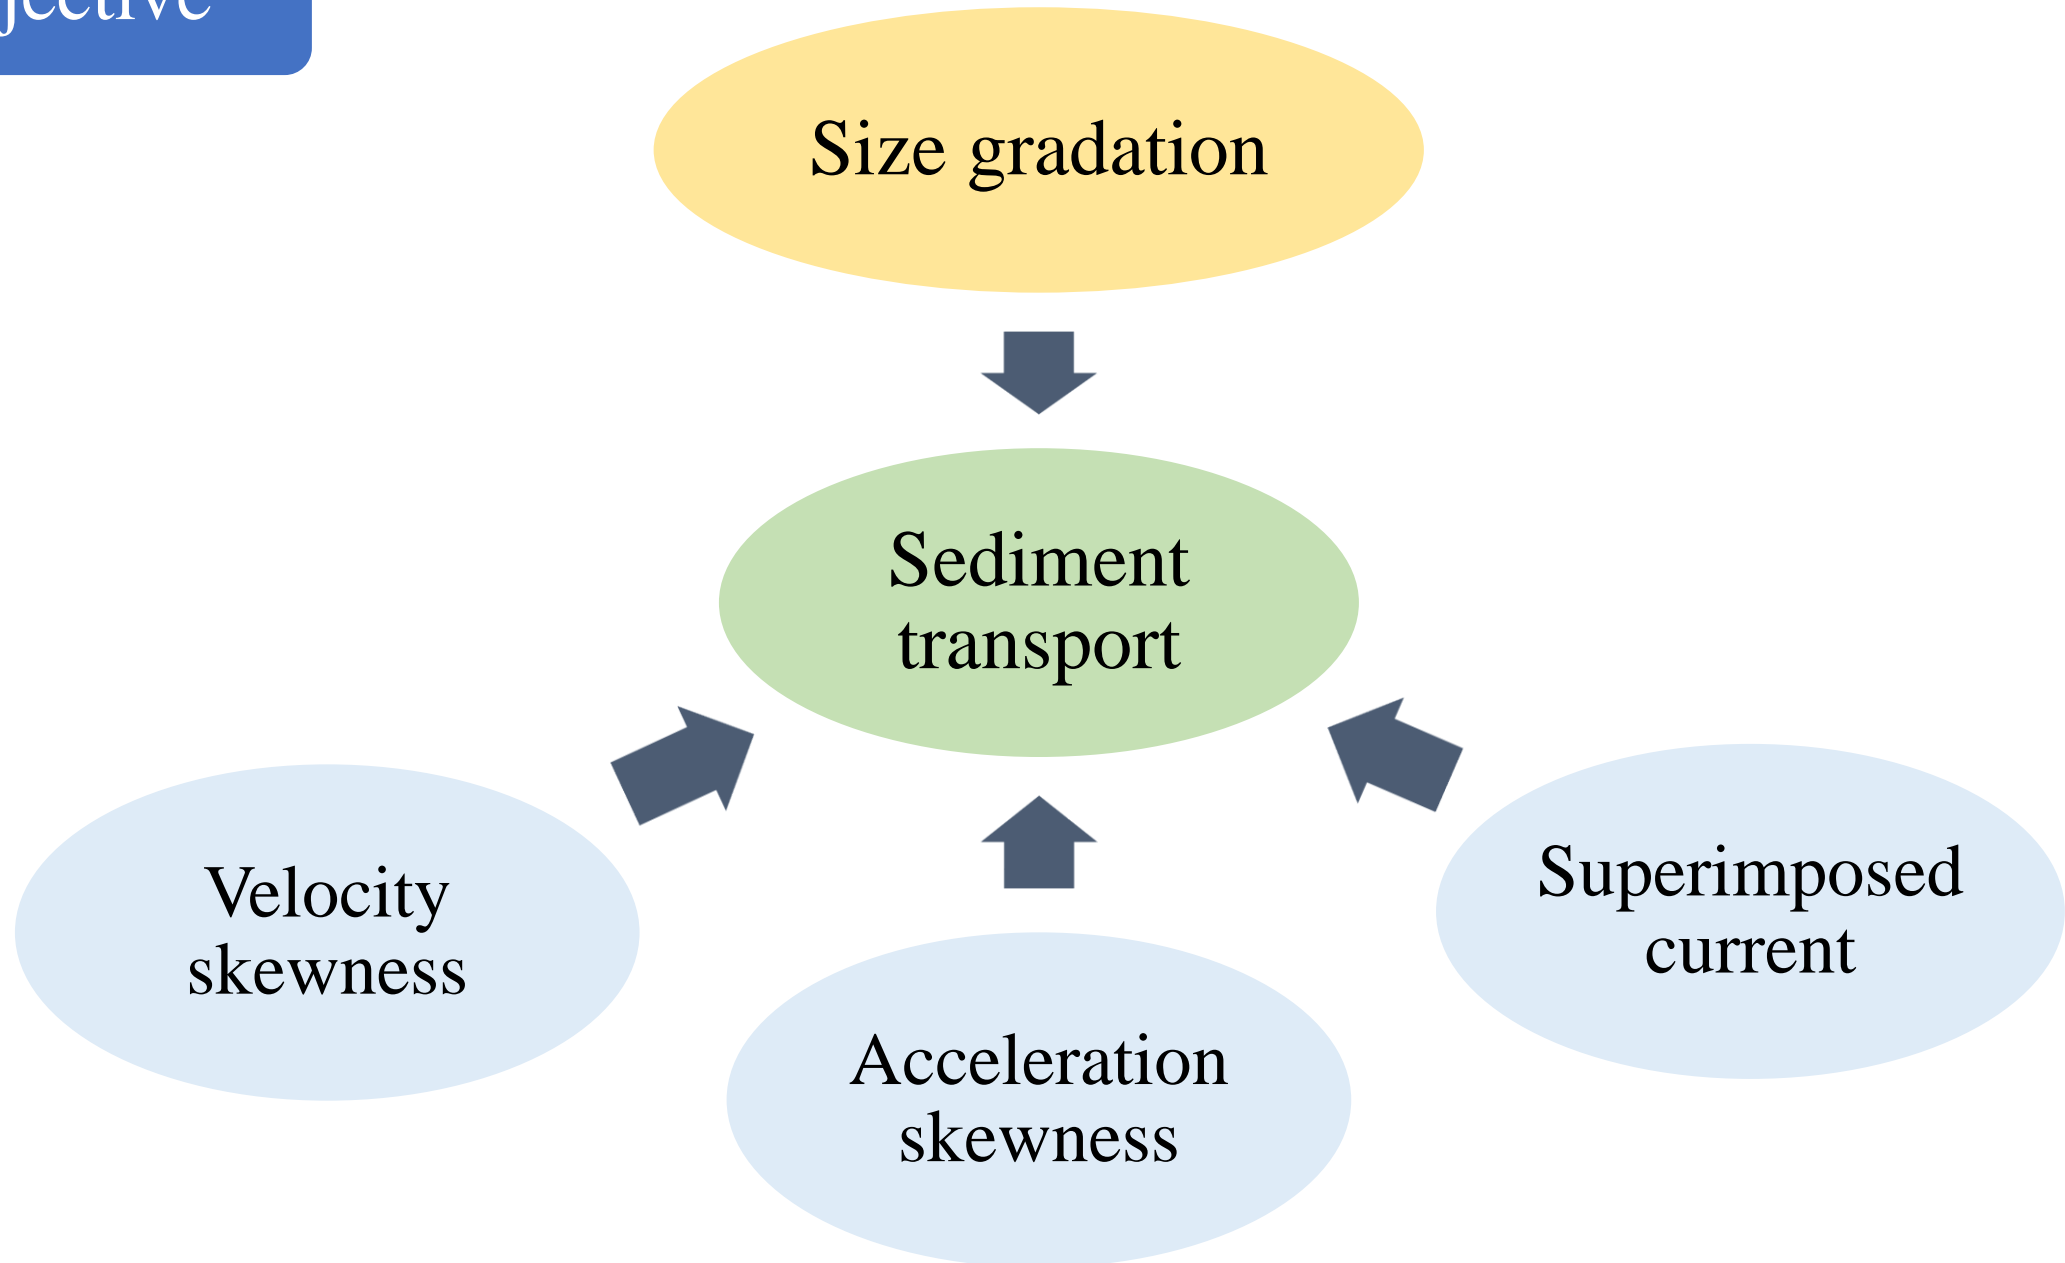 Size gradation
Sediment
transport
Velocity
skewness
Acceleration
skewness
Superimposed
current